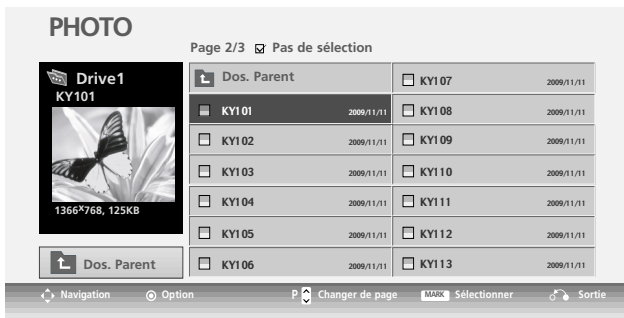 PHOTO
Page 2/3 Pas de sélection
Drive1
KY101
1366x768, 125KB
Dos. Parent
Dos. Parent
KY101 2009/11/11
KY102 2009/11/11
KY103 2009/11/11
KY104 2009/11/11
KY105 2009/11/11
KY106 2009/11/11
KY107 2009/11/11
KY108 2009/11/11
KY109 2009/11/11
KY110 2009/11/11
KY111 2009/11/11
KY112 2009/11/11
KY113 2009/11/11
Navigation Option P Changer de page MARK Sélectionner Sortie